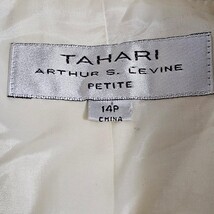 TAHARI
ARTHUR S. LEVINE
PETITE
14P
CHINA